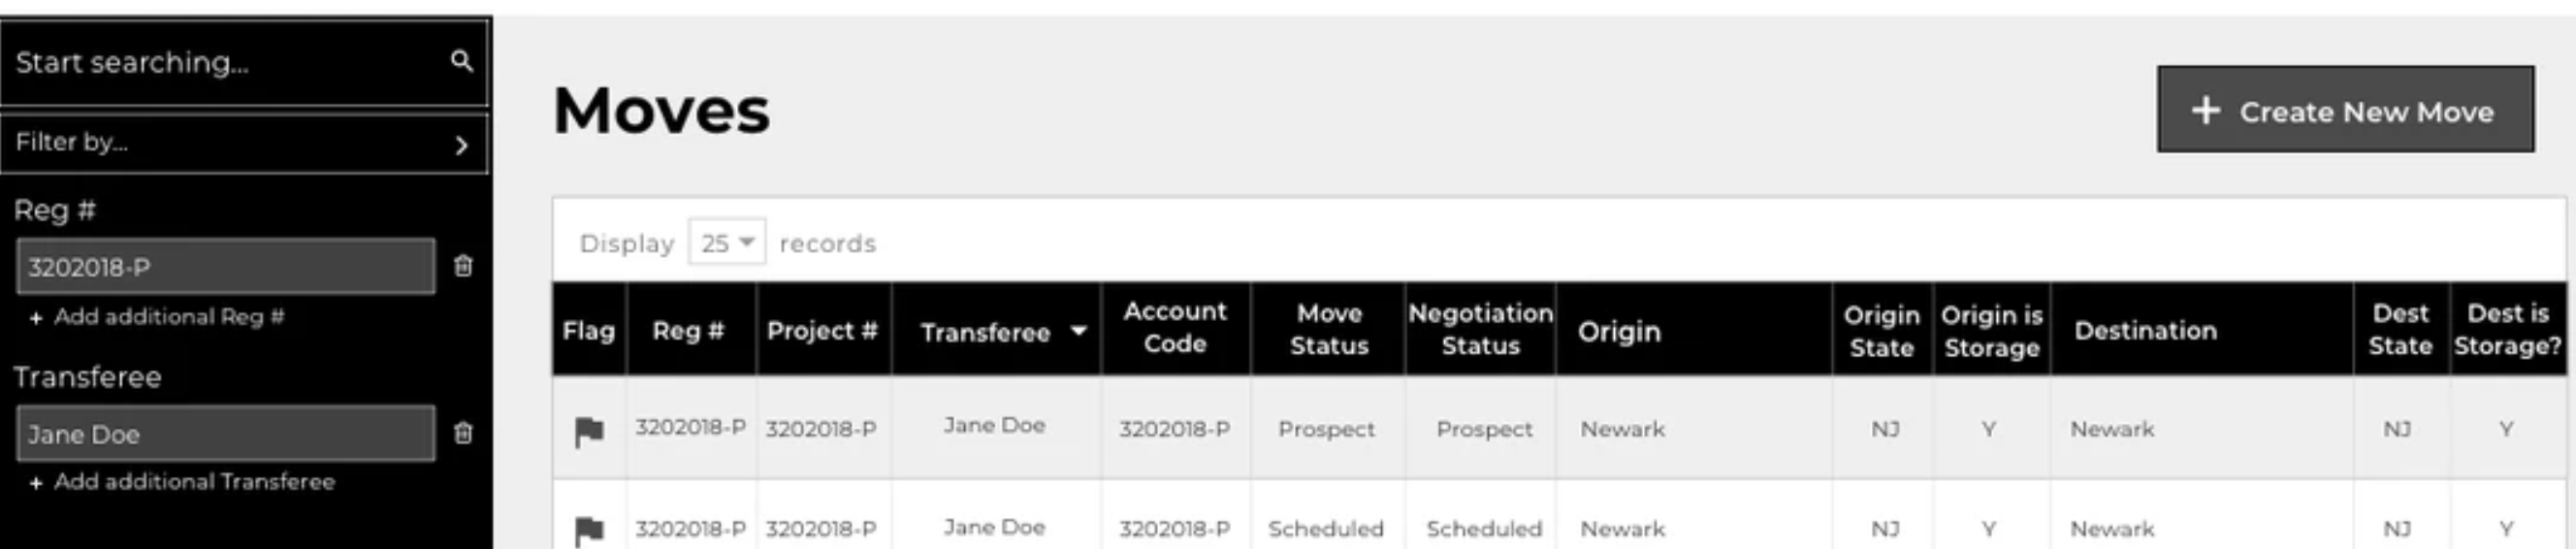 Start searching...
Filter by...
Reg #
3202018-P
+ Add additional Reg #
Transferee
Jane Doe
+ Add additional Transferee
Moves
+ Create New Move
Display 25 records
Flag Reg # Project # Transferee Account Code Move Status Negotiation Status Origin Origin State Origin is Storage Destination Dest State Dest is Storage?
3202018-P 3202018-P Jane Doe 3202018-P Prospect Prospect Newark NJ Y Newark NJ Y
3202018-P 3202018-P Jane Doe 3202018-P Scheduled Scheduled Newark NJ Y Newark NJ Y